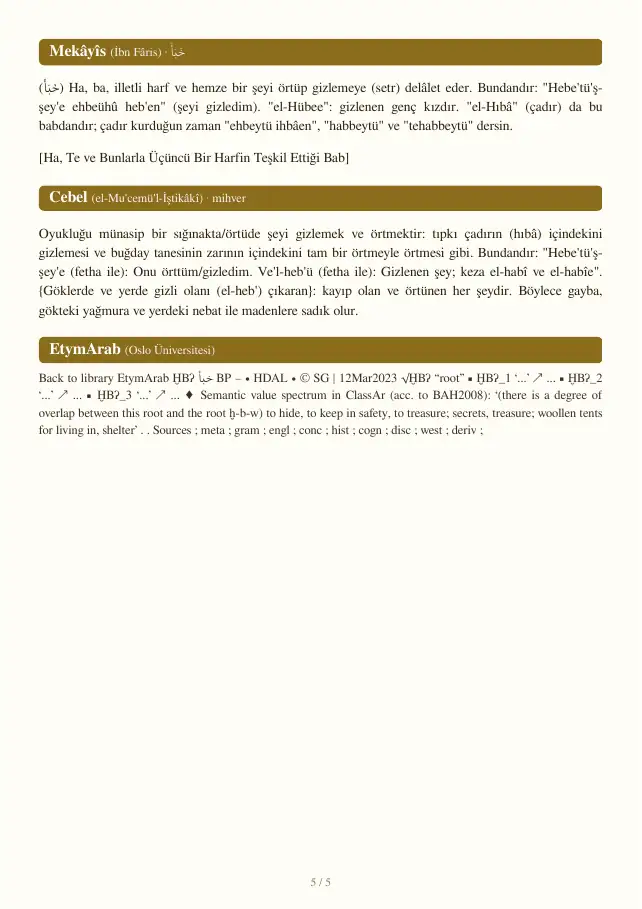 Mekâyîs (İbn Fâris) · خَبَأَ
(خَبَأَ) Ha, ba, illetli harf ve hemze bir şeyi örtüp gizlemeye (setr) delâlet eder. Bundandır: "Hebe'tü'ş-
şey'e ehbeühû heb'en" (şeyi gizledim). "el-Hübee": gizlenen genç kızdır. "el-Hıbâ" (çadır) da bu
babdandır; çadır kurduğun zaman "ehbeytü ihbâen", "habbeytü" ve "tehabbeytü" dersin.
[Ha, Te ve Bunlarla Üçüncü Bir Harfin Teşkil Ettiği Bab]
Cebel (el-Mu'cemü'l-İştikâkî) · mihver
Oyukluğu münasip bir sığınakta/örtüde şeyi gizlemek ve örtmektir: tıpkı çadırın (hıbâ) içindekini
gizlemesi ve buğday tanesinin zarının içindekini tam bir örtmeyle örtmesi gibi. Bundandır: "Hebe'tü'ş-
şey'e (fetha ile): Onu örttüm/gizledim. Ve'l-heb'ü (fetha ile): Gizlenen şey; keza el-habî ve el-habîe".
{Göklerde ve yerde gizli olanı (el-heb') çıkaran}: kayıp olan ve örtünen her şeydir. Böylece gayba,
gökteki yağmura ve yerdeki nebat ile madenlere sadık olur.
EtymArab (Oslo Üniversitesi)
Back to library EtymArab ḪBʔ خبأ BP – • HDAL • © SG | 12Mar2023 √ḪBʔ “root” ▪ ḪBʔ_1 ‘...’ ↗ ... ▪ ḪBʔ_2
‘...’ ↗ ... ▪ ḪBʔ_3 ‘...’ ↗ ... ♦ Semantic value spectrum in ClassAr (acc. to BAH2008): ‘(there is a degree of
overlap between this root and the root ḫ-b-w) to hide, to keep in safety, to treasure; secrets, treasure; woollen tents
for living in, shelter’ . . Sources ; meta ; gram ; engl ; conc ; hist ; cogn ; disc ; west ; deriv ;
5 / 5